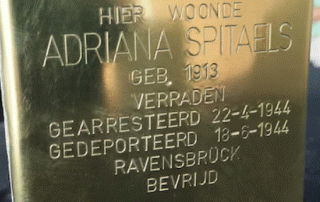 HIER WOONDE
ADRIANA SPITAELS
GEB. 1913
VERRADEN
GEARRESTEERD 22-4-1944
GEDEPORTEERD 18-6-1944
RAVENSBRÜCK
BEVRIJD